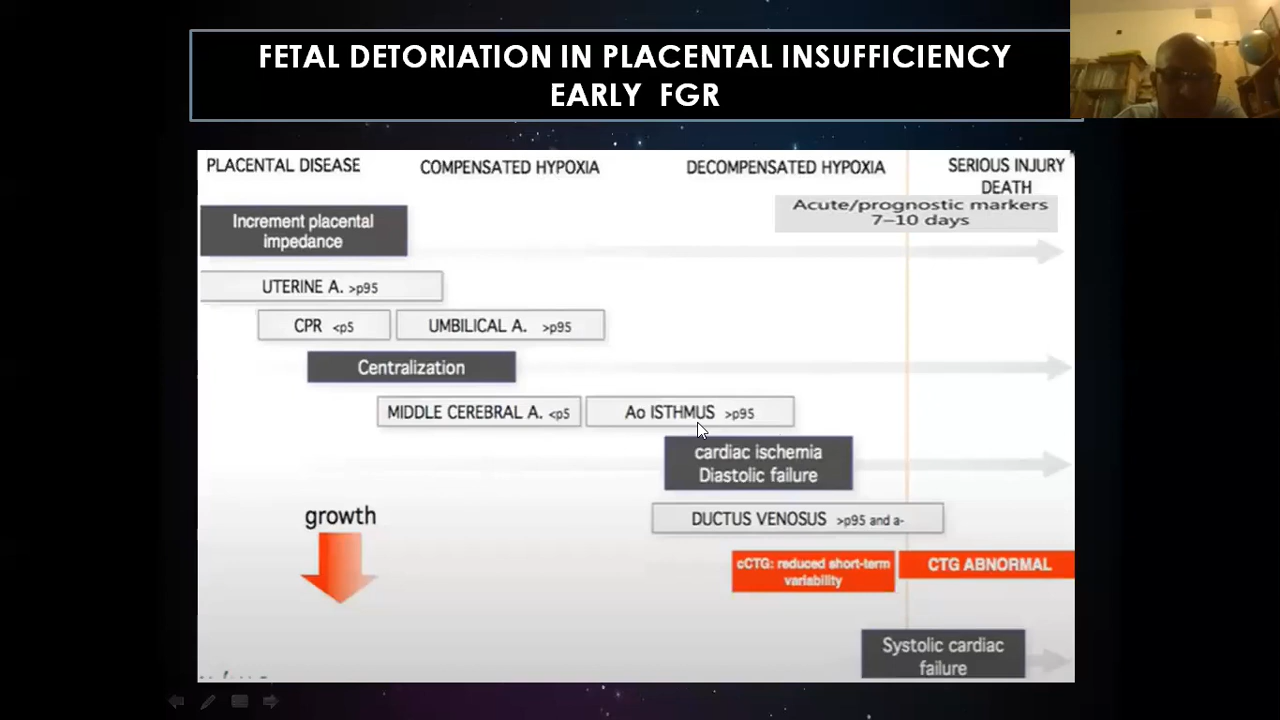 FETAL DETORIATION IN PLACENTAL INSUFFICIENCY
EARLY FGR
PLACENTAL DISEASE
COMPENSATED HYPOXIA
DECOMPENSATED HYPOXIA
SERIOUS INJURY
DEATH
Acute/prognostic markers
7–10 days
Increment placental
impedance
UTERINE A. >p95
CPR <p5
UMBILICAL A. >p95
Centralization
MIDDLE CEREBRAL A. <p5
Ao ISTHMUS >p95
cardiac ischemia
Diastolic failure
DUCTUS VENOSUS >p95 and a-
growth
cCTG: reduced short-term
variability
CTG ABNORMAL
Systolic cardiac
failure